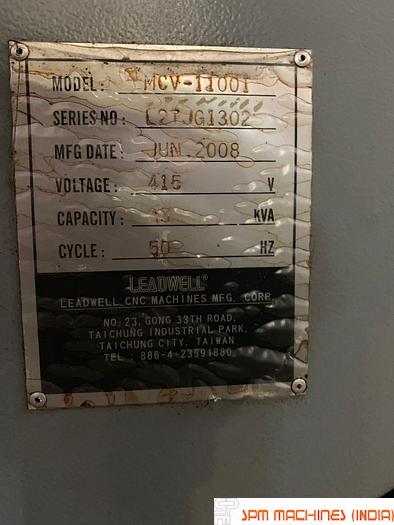 MODEL: MCV-1100I
SERIES NO: L2TJG1302
MFG DATE: JUN.2008
VOLTAGE: 415 V
CAPACITY: KVA
CYCLE: 50 HZ
LEADWELL®
LEADWELL CNC MACHINES MFG. CORP.
NO. 23, GONG 33TH ROAD,
TAICHUNG INDUSTRIAL PARK,
TAICHUNG CITY, TAIWAN
TEL : 886-4-23591880
SPM MACHINES (INDIA)